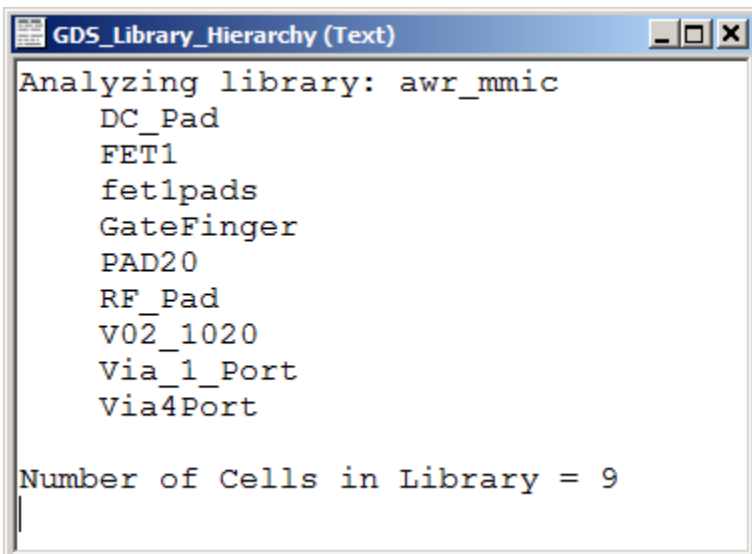 GDS_Library_Hierarchy (Text)
Analyzing library: awr_mmic
DC_Pad
FET1
fet1pads
GateFinger
PAD20
RF_Pad
V02_1020
Via_1_Port
Via4Port
Number of Cells in Library = 9